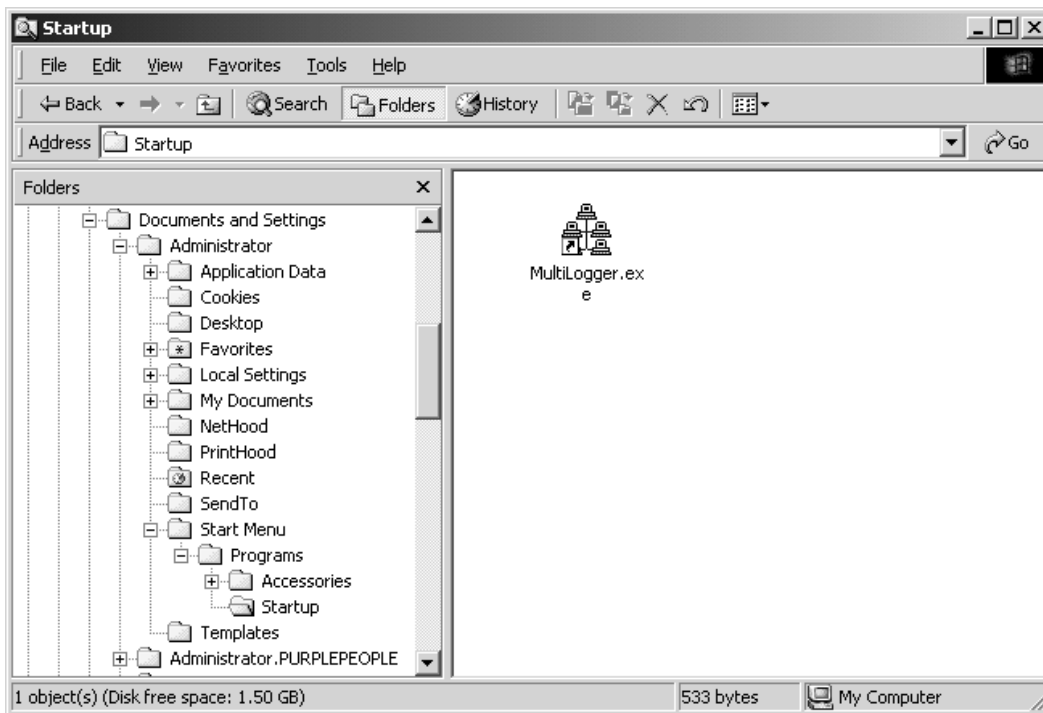 Startup
File Edit View Favorites Tools Help
Back Search Folders History
Address Startup Go
Folders
Documents and Settings
Administrator
Application Data
Cookies
Desktop
Favorites
Local Settings
My Documents
NetHood
PrintHood
Recent
SendTo
Start Menu
Programs
Accessories
Startup
Templates
Administrator.PURPLEPEOPLE
MultiLogger.ex
e
1 object(s) (Disk free space: 1.50 GB) 533 bytes My Computer